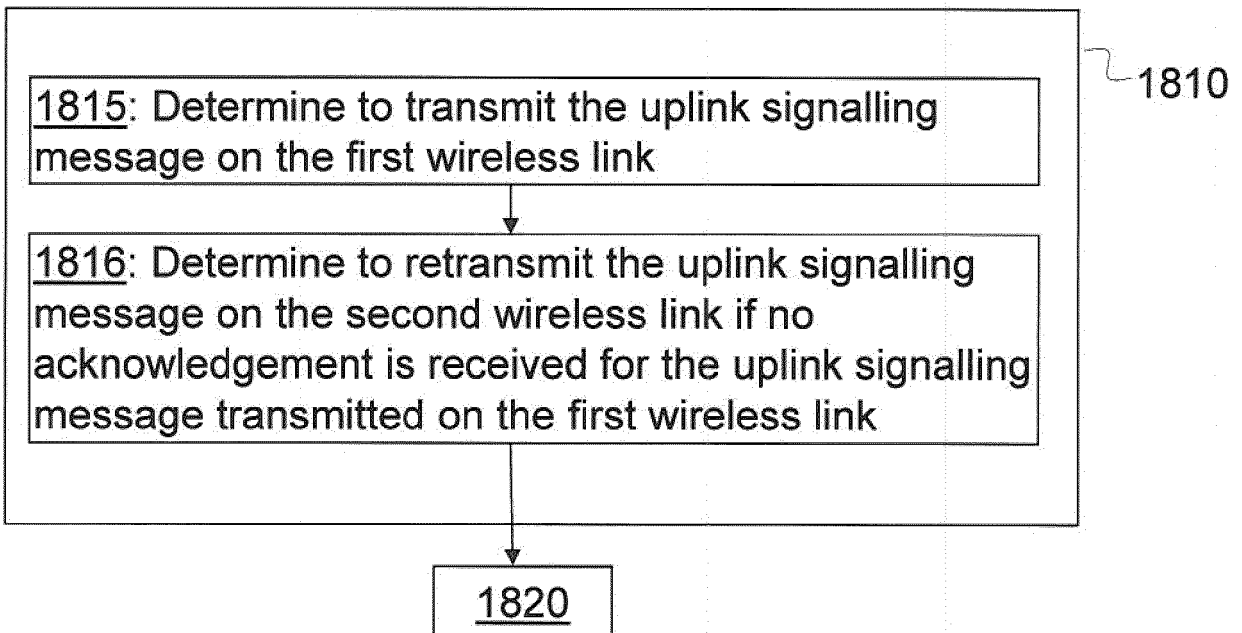 1810
1815: Determine to transmit the uplink signalling
message on the first wireless link
1816: Determine to retransmit the uplink signalling
message on the second wireless link if no
acknowledgement is received for the uplink signalling
message transmitted on the first wireless link
1820